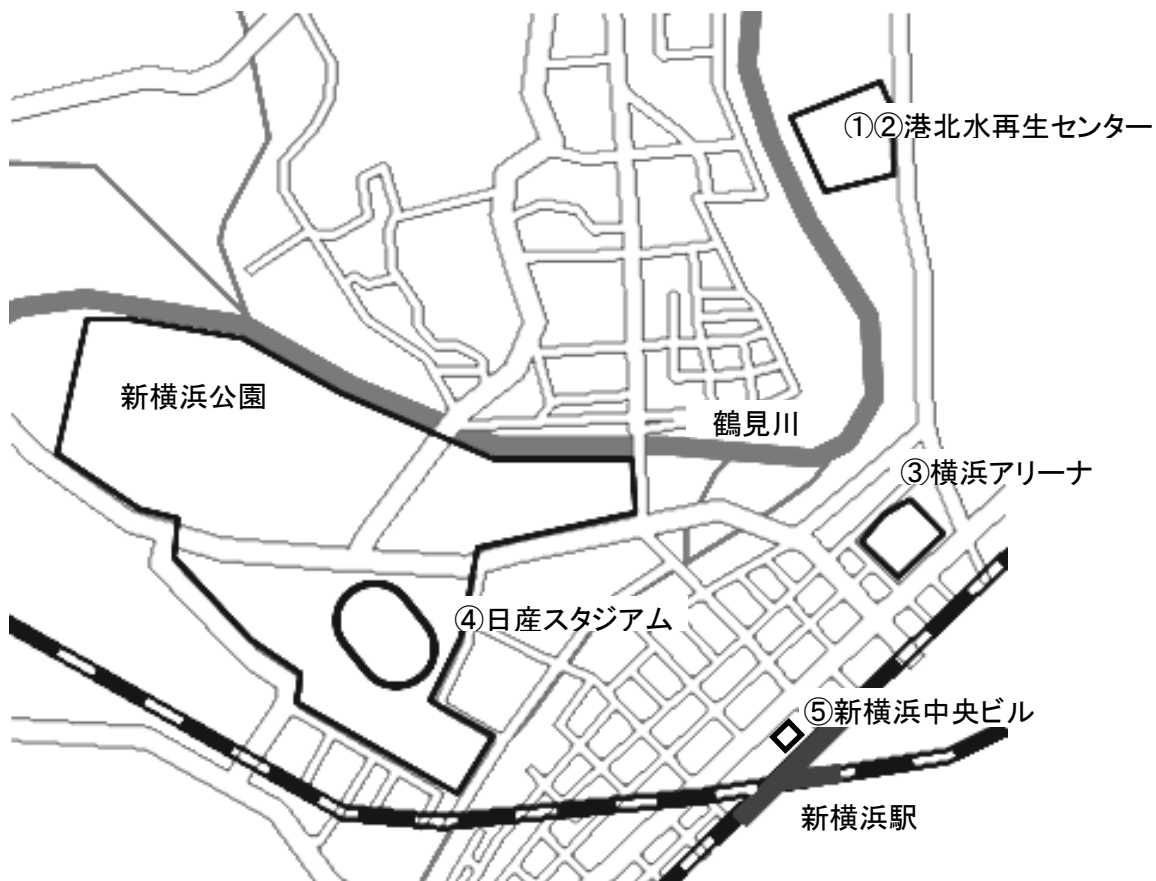 ①②港北水再生センター
新横浜公園
鶴見川
③横浜アリーナ
④日産スタジアム
⑤新横浜中央ビル
新横浜駅